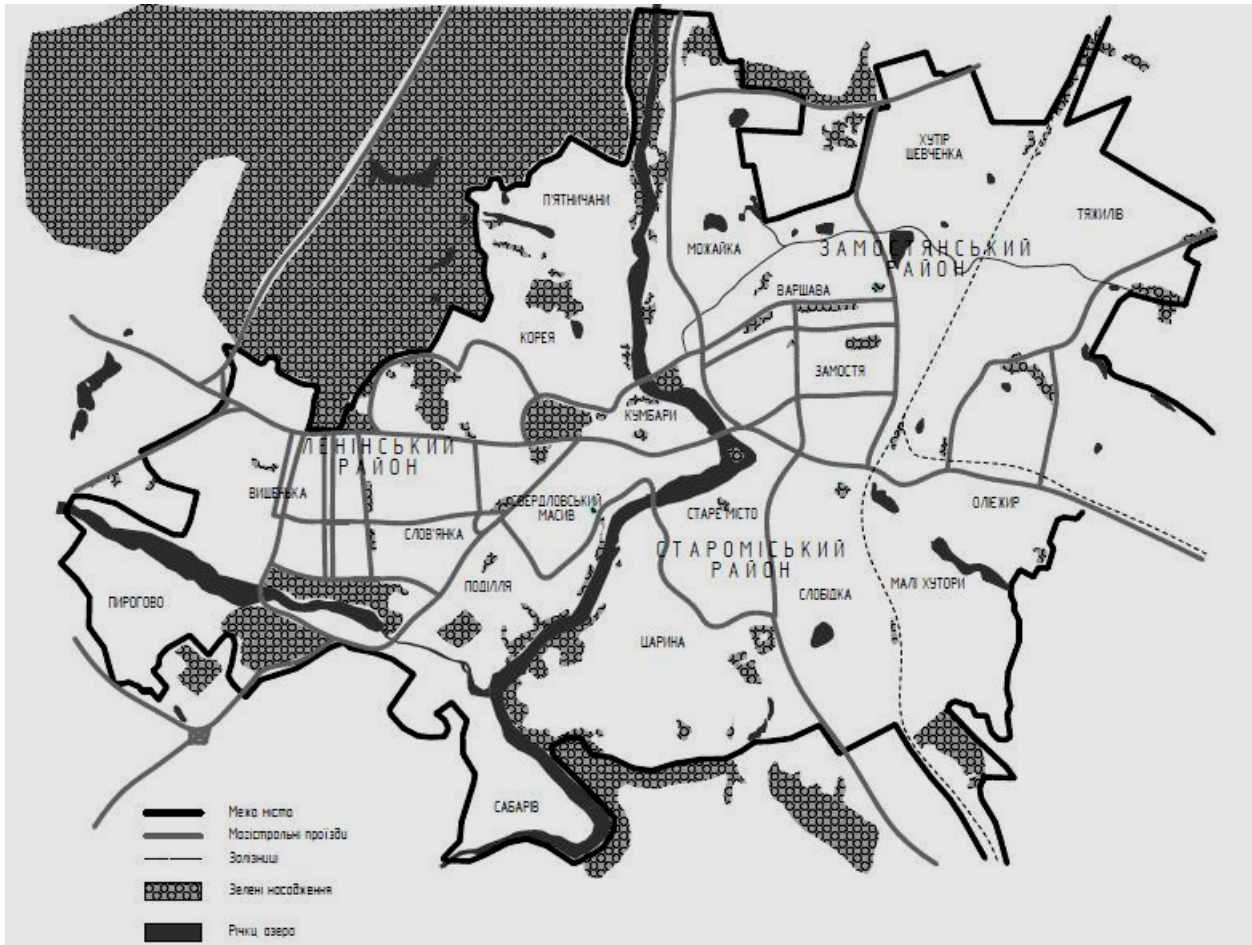 ХУТІР
ШЕВЧЕНКА
П'ЯТНИЧАНИ
ТЯЖИЛІВ
МОЖАЙКА
ЗАМОСТЯНСЬКИЙ
РАЙОН
ВАРШАВА
КОРЕЯ
ЗАМОСТЯ
КУМБАРИ
ЛЕНІНСЬКИЙ
РАЙОН
ВИШЕНЬКА
СВЕРДЛОВСЬКИЙ
МАСИВ
СТАРЕ МІСТО
ОЛІЄЖИР
СЛОВ'ЯНКА
СТАРОМІСЬКИЙ
РАЙОН
ПОДІЛЛЯ
МАЛІ ХУТОРИ
СЛОБІДКА
ПИРОГОВО
ЦАРИНА
САБАРІВ
Межа міста
Магістральні проїзди
Залізниці
Зелені насадження
Річки, озера